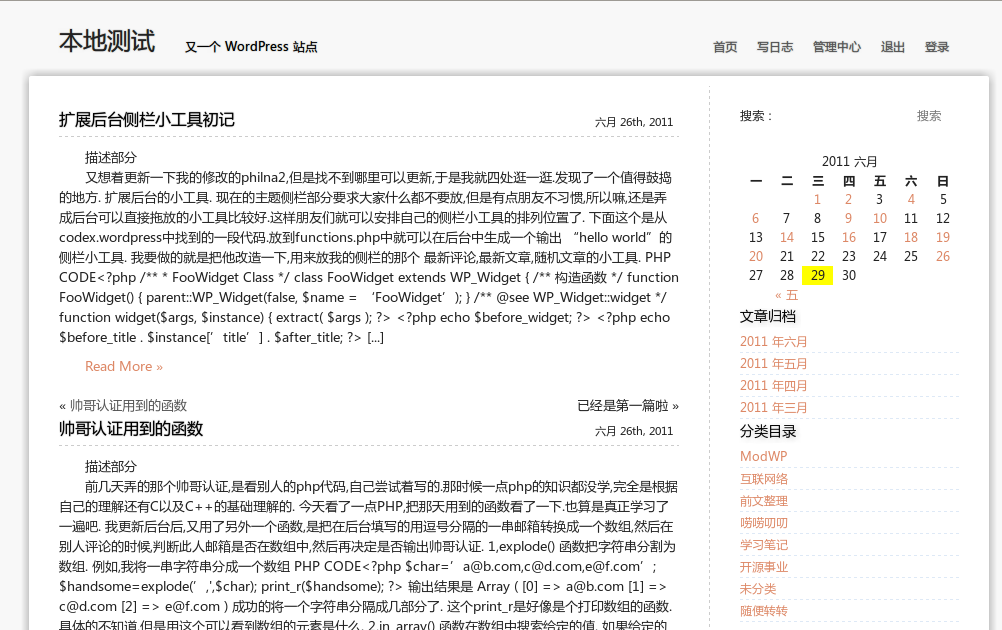 本地测试
又一个 WordPress 站点
首页 写日志 管理中心 退出 登录
扩展后台侧栏小工具初记
六月 26th, 2011
描述部分
又想着更新一下我的修改的philna2,但是找不到哪里可以更新,于是我就四处逛一逛.发现了一个值得鼓捣
的地方. 扩展后台的小工具. 现在的主题侧栏部分要求大家什么都不要放,但是有点朋友不习惯,所以嘛,还是弄
成后台可以直接拖放的小工具比较好.这样朋友们就可以安排自己的侧栏小工具的排列位置了. 下面这个是从
codex.wordpress中找到的一段代码.放到functions.php中就可以在后台中生成一个输出 “hello world”的
侧栏小工具. 我要做的就是把他改造一下,用来放我的侧栏的那个 最新评论,最新文章,随机文章的小工具. PHP
CODE<?php /** * FooWidget Class */ class FooWidget extends WP_Widget { /** 构造函数 */ function
FooWidget() { parent::WP_Widget(false, $name = ‘FooWidget’); } /** @see WP_Widget::widget */
function widget($args, $instance) { extract( $args ); ?> <?php echo $before_widget; ?> <?php echo
$before_title . $instance[’title’] . $after_title; ?> [...]
Read More »
« 帅哥认证用到的函数
已经是第一篇啦 »
帅哥认证用到的函数
六月 26th, 2011
描述部分
前几天弄的那个帅哥认证,是看别人的php代码,自己尝试着写的.那时候一点php的知识都没学,完全是根据
自己的理解还有C以及C++的基础理解的. 今天看了一点PHP,把那天用到的函数看了一下.也算是真正学习了
一遍吧. 我更新后台后,又用了另外一个函数,是把在后台填写的用逗号分隔的一串邮箱转换成一个数组,然后在
别人评论的时候,判断此人邮箱是否在数组中,然后再决定是否输出帅哥认证. 1,explode() 函数把字符串分割为
数组. 例如,我将一串字符串分成一个数组 PHP CODE<?php $char=’a@b.com,c@d.com,e@f.com’;
$handsome=explode(’,',$char); print_r($handsome); ?> 输出结果是 Array ( [0] => a@b.com [1] =>
c@d.com [2] => e@f.com ) 成功的将一个字符串分隔成几部分了. 这个print_r是好像是个打印数组的函数.
具体的不知道,但是用这个可以看到数组的元素是什么. 2,in_array() 函数在数组中搜索给定的值. 如果给定的
搜索：
搜索
2011 六月
一 二 三 四 五 六 日
1 2 3 4 5
6 7 8 9 10 11 12
13 14 15 16 17 18 19
20 21 22 23 24 25 26
27 28 29 30
« 五
文章归档
2011 年六月
2011 年五月
2011 年四月
2011 年三月
分类目录
ModWP
互联网络
前文整理
唠唠叨叨
学习笔记
开源事业
未分类
随便转转